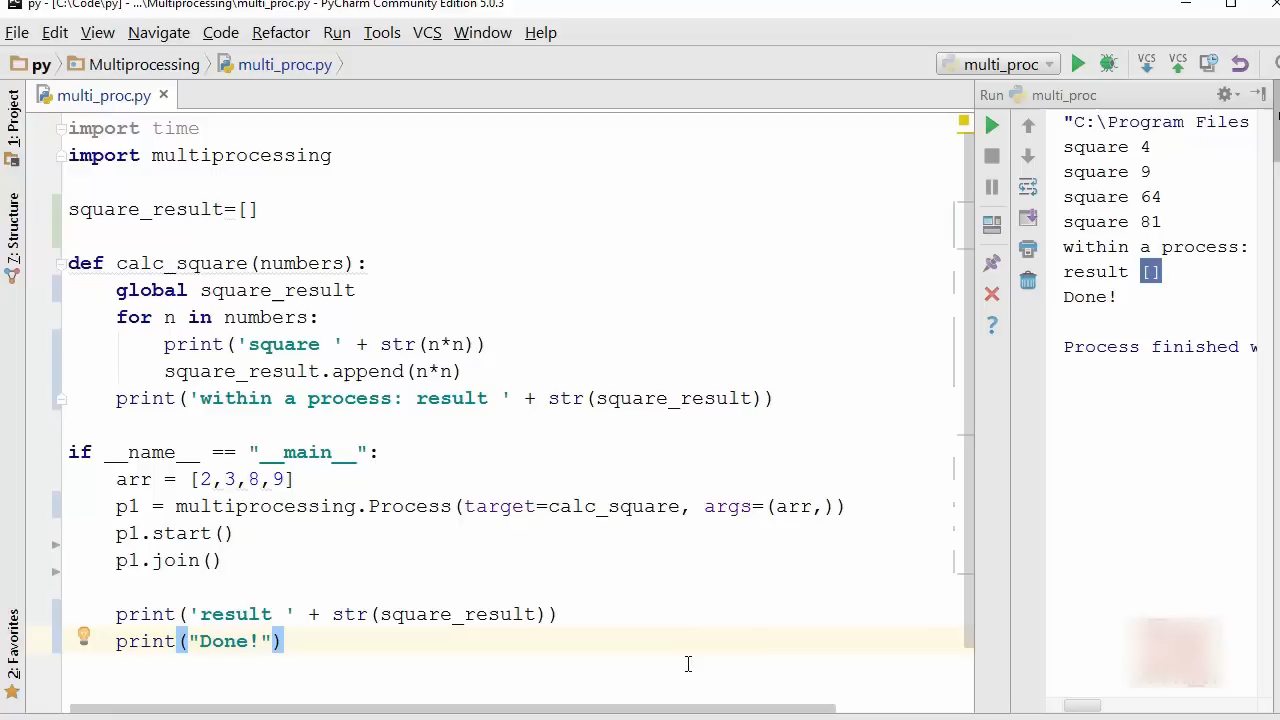 py - [C:\Code\py] - ...\Multiprocessing\multi_proc.py - PyCharm Community Edition 5.0.3
File Edit View Navigate Code Refactor Run Tools VCS Window Help
py Multiprocessing multi_proc.py multi_proc VCS VCS
1: Project
7: Structure
2: Favorites
multi_proc.py
import time
import multiprocessing
square_result=[]
def calc_square(numbers):
global square_result
for n in numbers:
print('square ' + str(n*n))
square_result.append(n*n)
print('within a process: result ' + str(square_result))
if __name__ == "__main__":
arr = [2,3,8,9]
p1 = multiprocessing.Process(target=calc_square, args=(arr,))
p1.start()
p1.join()
print('result ' + str(square_result))
print("Done!")
Run multi_proc
"C:\Program Files
square 4
square 9
square 64
square 81
within a process:
result []
Done!
Process finished w